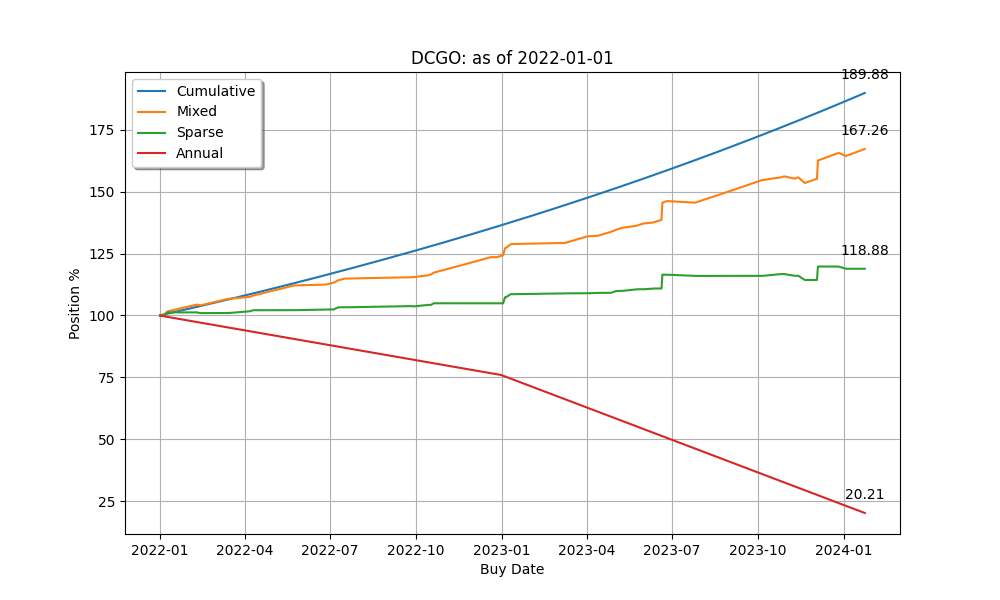 DCGO: as of 2022-01-01
Cumulative
Mixed
Sparse
Annual
189.88
167.26
118.88
20.21
Position %
175
150
125
100
75
50
25
2022-01 2022-04 2022-07 2022-10 2023-01 2023-04 2023-07 2023-10 2024-01
Buy Date